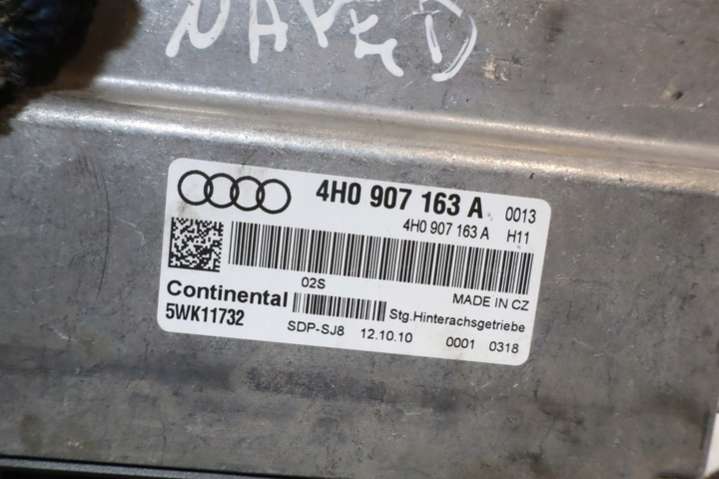 4H0 907 163 A 0013
4H0 907 163 A H11
02S
MADE IN CZ
Continental
Stg.Hinterachsgetriebe
5WK11732
SDP-SJ8 12.10.10 0001 0318